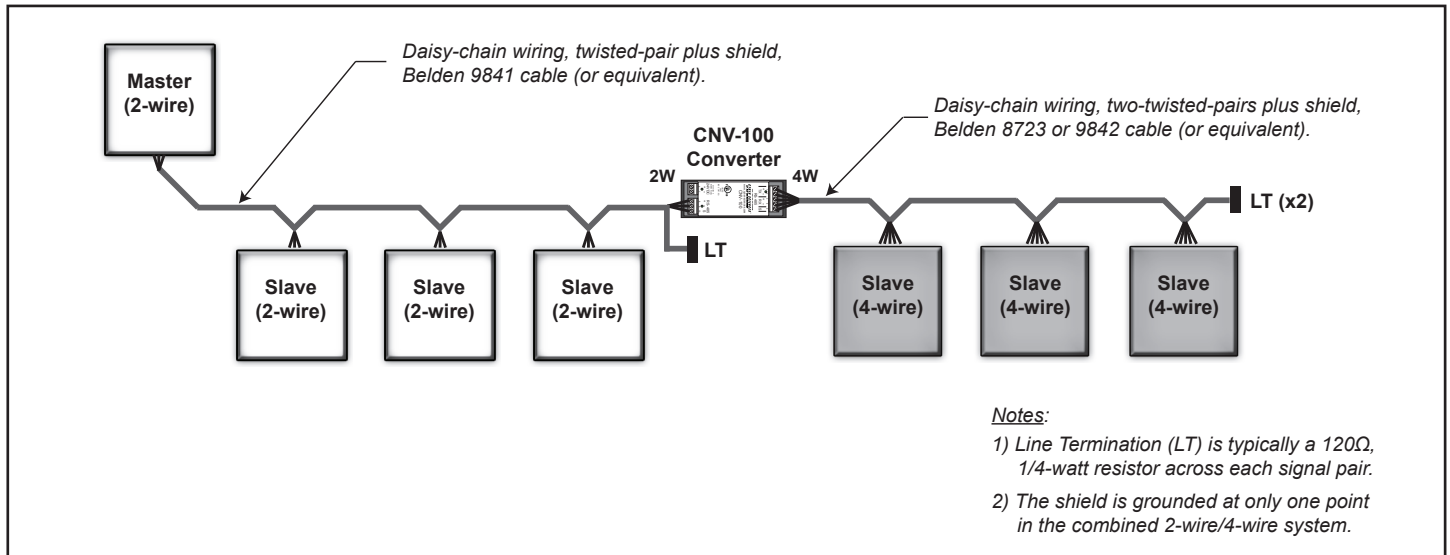 Master
(2-wire)
Daisy-chain wiring, twisted-pair plus shield,
Belden 9841 cable (or equivalent).
Daisy-chain wiring, two-twisted-pairs plus shield,
Belden 8723 or 9842 cable (or equivalent).
CNV-100
Converter
2W
4W
LT
LT (x2)
Slave
(2-wire)
Slave
(2-wire)
Slave
(2-wire)
Slave
(4-wire)
Slave
(4-wire)
Slave
(4-wire)
Notes:
1) Line Termination (LT) is typically a 120Ω,
1/4-watt resistor across each signal pair.
2) The shield is grounded at only one point
in the combined 2-wire/4-wire system.